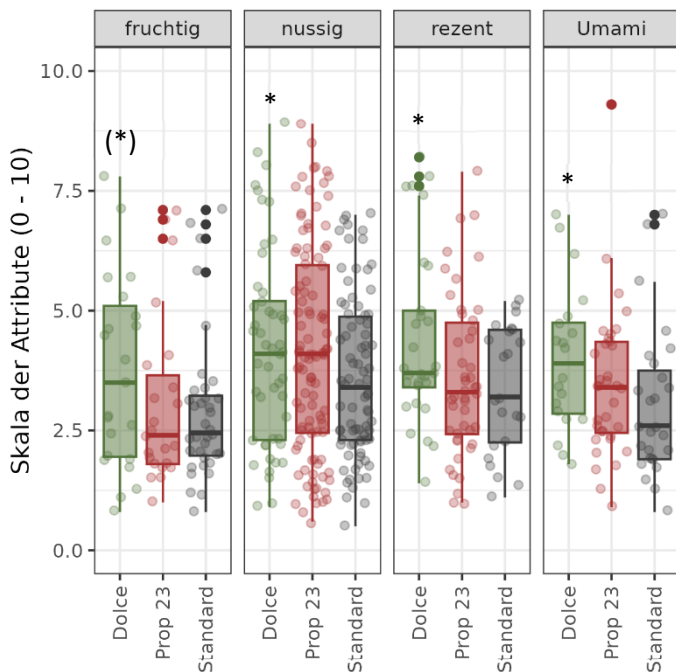 fruchtig nussig rezent Umami
10.0
7.5
5.0
2.5
0.0
Skala der Attribute (0 - 10)
(*) * * *
Dolce Prop 23 Standard Dolce Prop 23 Standard Dolce Prop 23 Standard Dolce Prop 23 Standard